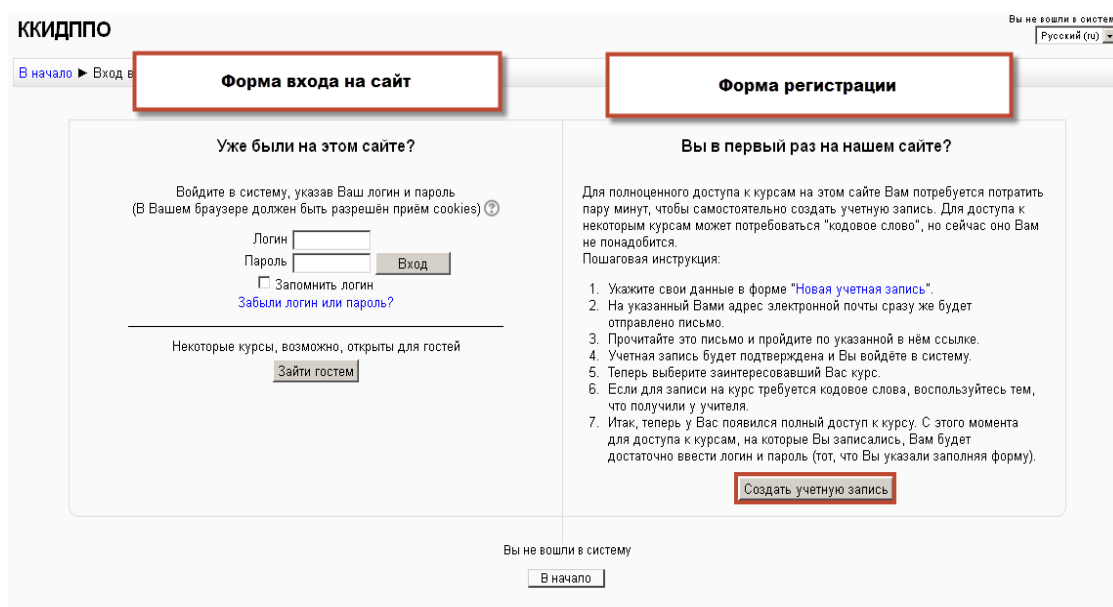 ККИДППО
Вы не вошли в систем
Русский (ru)
В начало ► Вход в
Форма входа на сайт
Форма регистрации
Уже были на этом сайте?
Войдите в систему, указав Ваш логин и пароль
(В Вашем браузере должен быть разрешён приём cookies) ?
Логин
Пароль
Вход
Запомнить логин
Забыли логин или пароль?
Некоторые курсы, возможно, открыты для гостей
Зайти гостем
Вы в первый раз на нашем сайте?
Для полноценного доступа к курсам на этом сайте Вам потребуется потратить
пару минут, чтобы самостоятельно создать учетную запись. Для доступа к
некоторым курсам может потребоваться "кодовое слово", но сейчас оно Вам
не понадобится.
Пошаговая инструкция:
1. Укажите свои данные в форме "Новая учетная запись".
2. На указанный Вами адрес электронной почты сразу же будет
отправлено письмо.
3. Прочитайте это письмо и пройдите по указанной в нём ссылке.
4. Учетная запись будет подтверждена и Вы войдёте в систему.
5. Теперь выберите заинтересовавший Вас курс.
6. Если для записи на курс требуется кодовое слова, воспользуйтесь тем,
что получили у учителя.
7. Итак, теперь у Вас появился полный доступ к курсу. С этого момента
для доступа к курсам, на которые Вы записались, Вам будет
достаточно ввести логин и пароль (тот, что Вы указали заполняя форму).
Создать учетную запись
Вы не вошли в систему
В начало